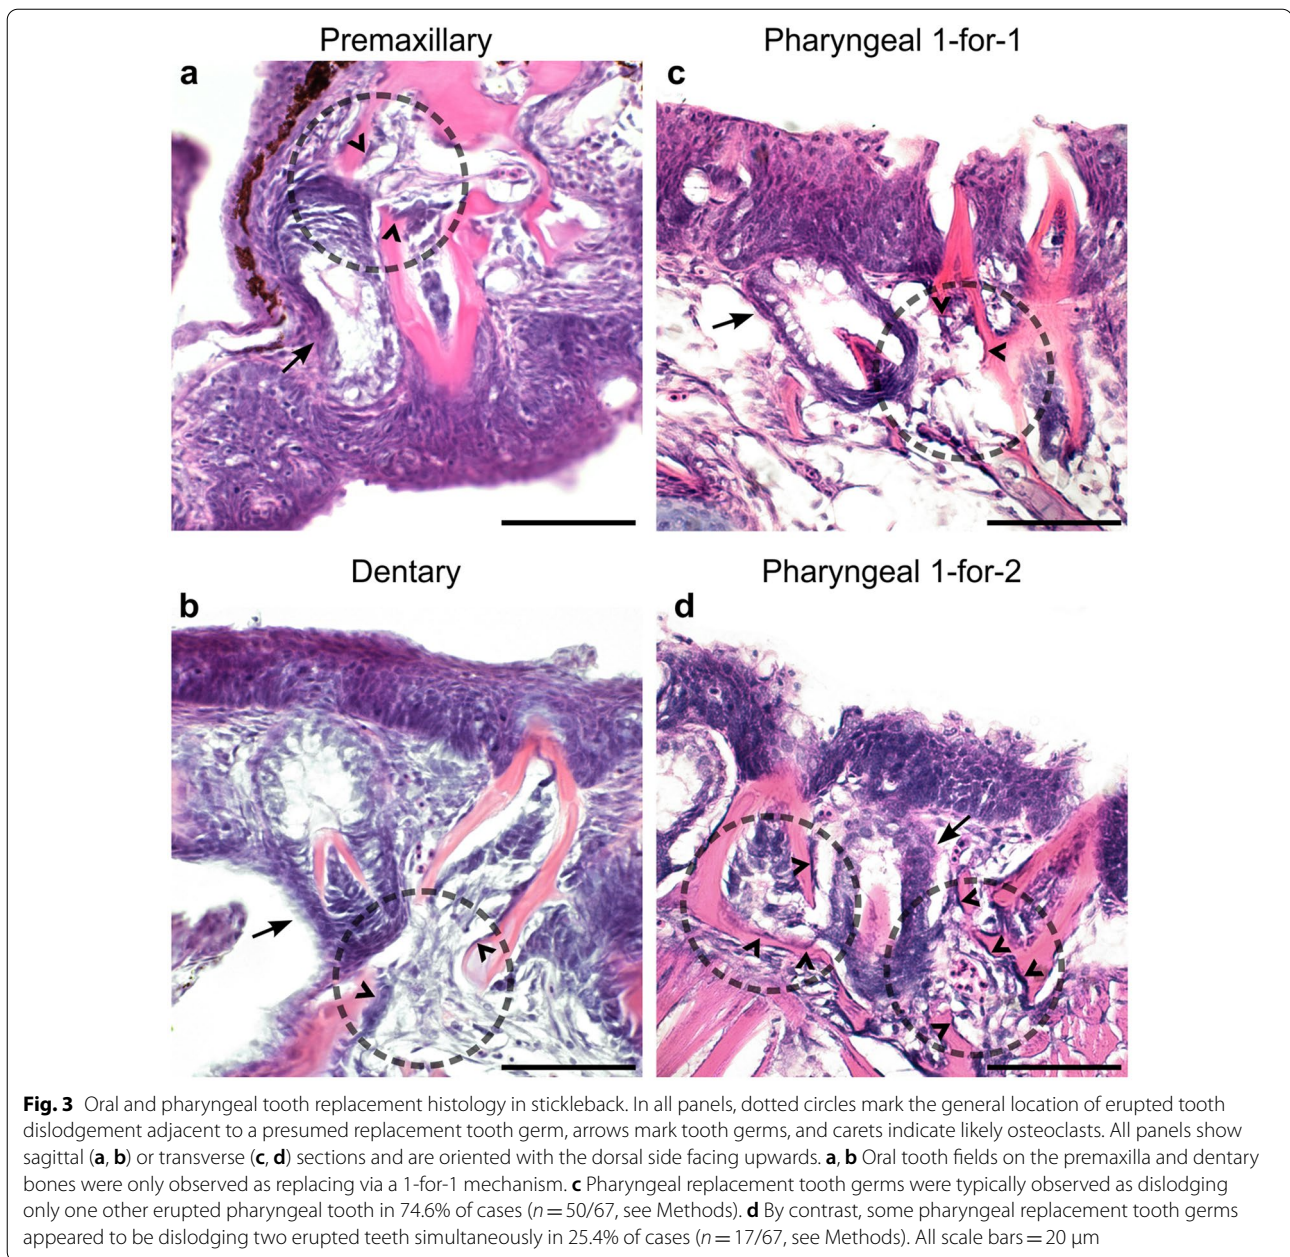 Premaxillary
Pharyngeal 1-for-1
a
c
Dentary
Pharyngeal 1-for-2
b
d
Fig. 3 Oral and pharyngeal tooth replacement histology in stickleback. In all panels, dotted circles mark the general location of erupted tooth
dislodgement adjacent to a presumed replacement tooth germ, arrows mark tooth germs, and carets indicate likely osteoclasts. All panels show
sagittal (a, b) or transverse (c, d) sections and are oriented with the dorsal side facing upwards. a, b Oral tooth fields on the premaxilla and dentary
bones were only observed as replacing via a 1-for-1 mechanism. c Pharyngeal replacement tooth germs were typically observed as dislodging
only one other erupted pharyngeal tooth in 74.6% of cases (n = 50/67, see Methods). d By contrast, some pharyngeal replacement tooth germs
appeared to be dislodging two erupted teeth simultaneously in 25.4% of cases (n = 17/67, see Methods). All scale bars = 20 μm